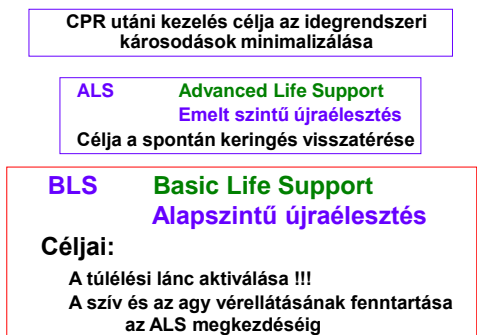 CPR utáni kezelés célja az idegrendszeri
károsodások minimalizálása
ALS Advanced Life Support
Emelt szintű újraélesztés
Célja a spontán keringés visszatérése
BLS Basic Life Support
Alapszintű újraélesztés
Céljai:
A túlélési lánc aktiválása !!!
A szív és az agy vérellátásának fenntartása
az ALS megkezdéséig